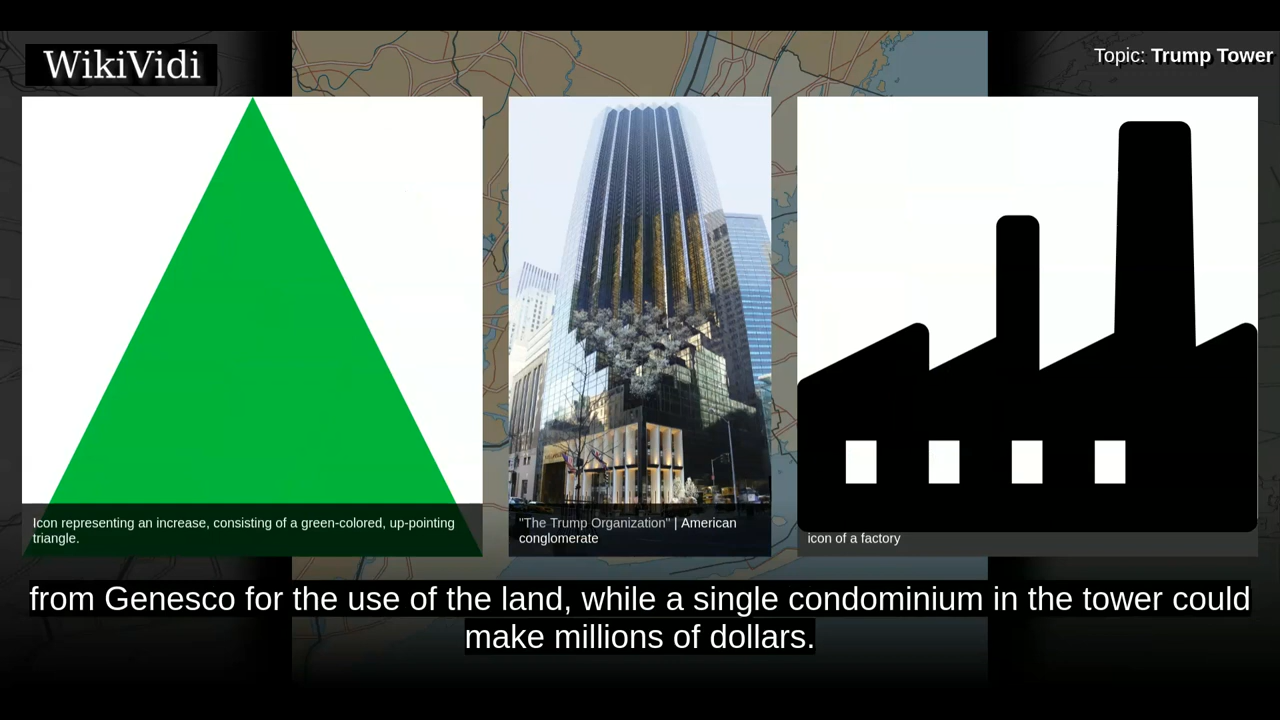 WikiVidi
Topic: Trump Tower
Icon representing an increase, consisting of a green-colored, up-pointing
triangle.
"The Trump Organization" | American
conglomerate
icon of a factory
from Genesco for the use of the land, while a single condominium in the tower could
make millions of dollars.